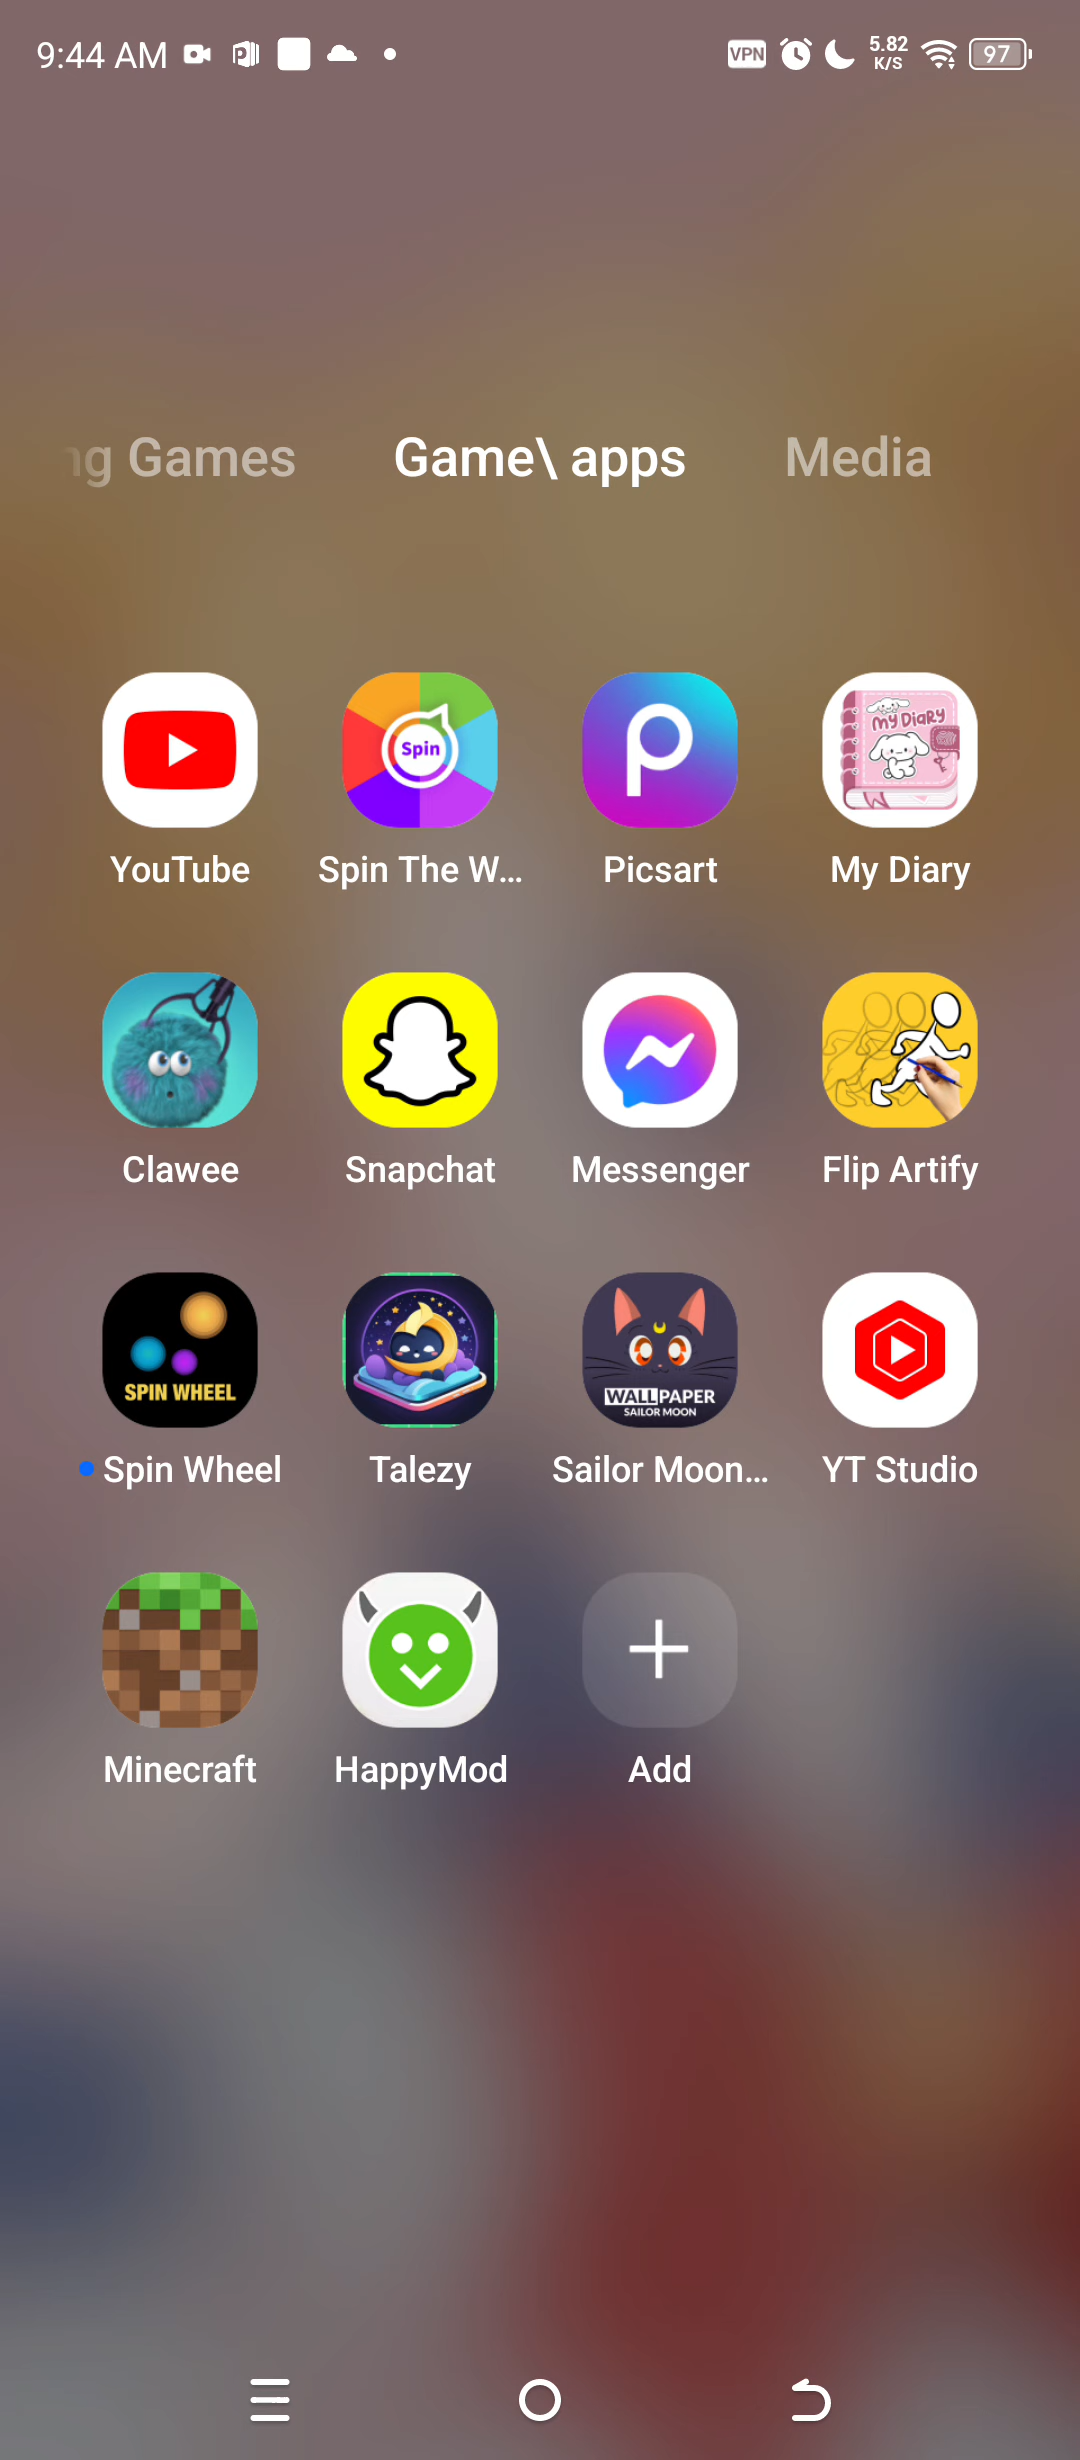 9:44 AM VPN 5.82 K/S 97
ng Games Game\ apps Media
Spin
My Diary
YouTube Spin The W... Picsart My Diary
Clawee Snapchat Messenger Flip Artify
SPIN WHEEL
WALLPAPER
SAILOR MOON
Spin Wheel Talezy Sailor Moon... YT Studio
Minecraft HappyMod Add